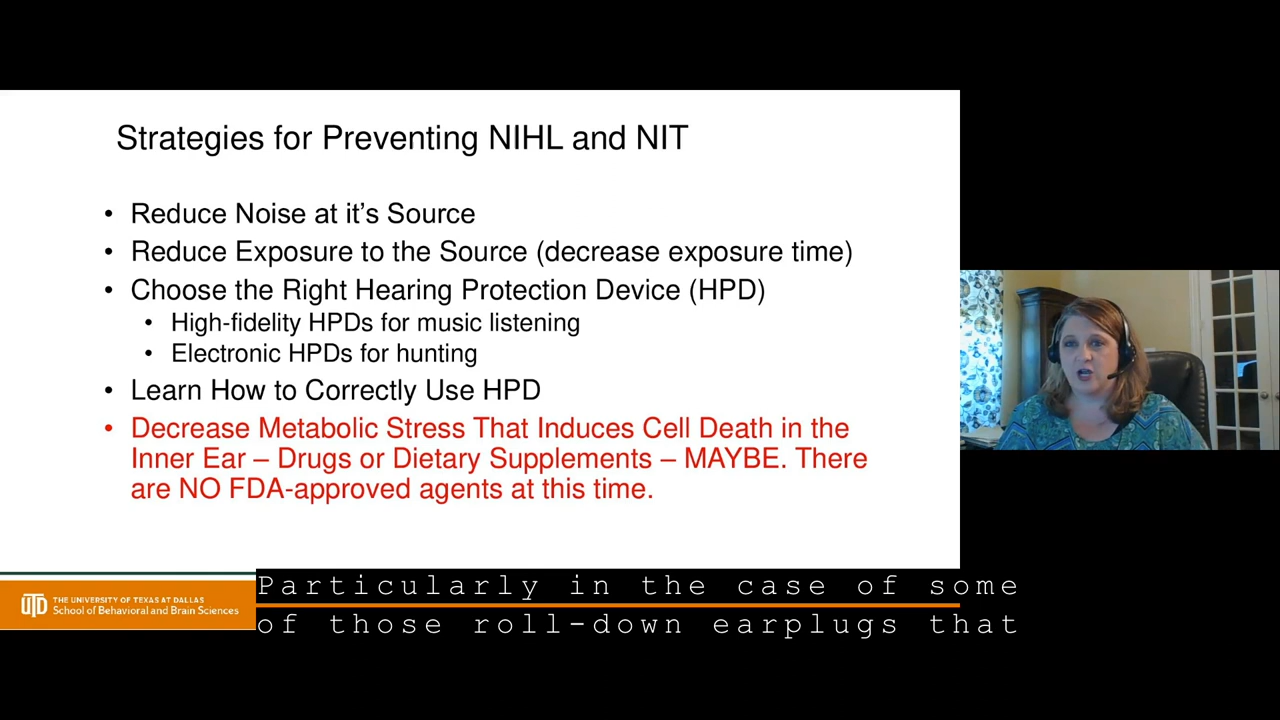 Strategies for Preventing NIHL and NIT
• Reduce Noise at it’s Source
• Reduce Exposure to the Source (decrease exposure time)
• Choose the Right Hearing Protection Device (HPD)
• High-fidelity HPDs for music listening
• Electronic HPDs for hunting
• Learn How to Correctly Use HPD
• Decrease Metabolic Stress That Induces Cell Death in the
Inner Ear – Drugs or Dietary Supplements – MAYBE. There
are NO FDA-approved agents at this time.
UTD
THE UNIVERSITY OF TEXAS AT DALLAS
School of Behavioral and Brain Sciences
Particularly in the case of some
of those roll-down earplugs that